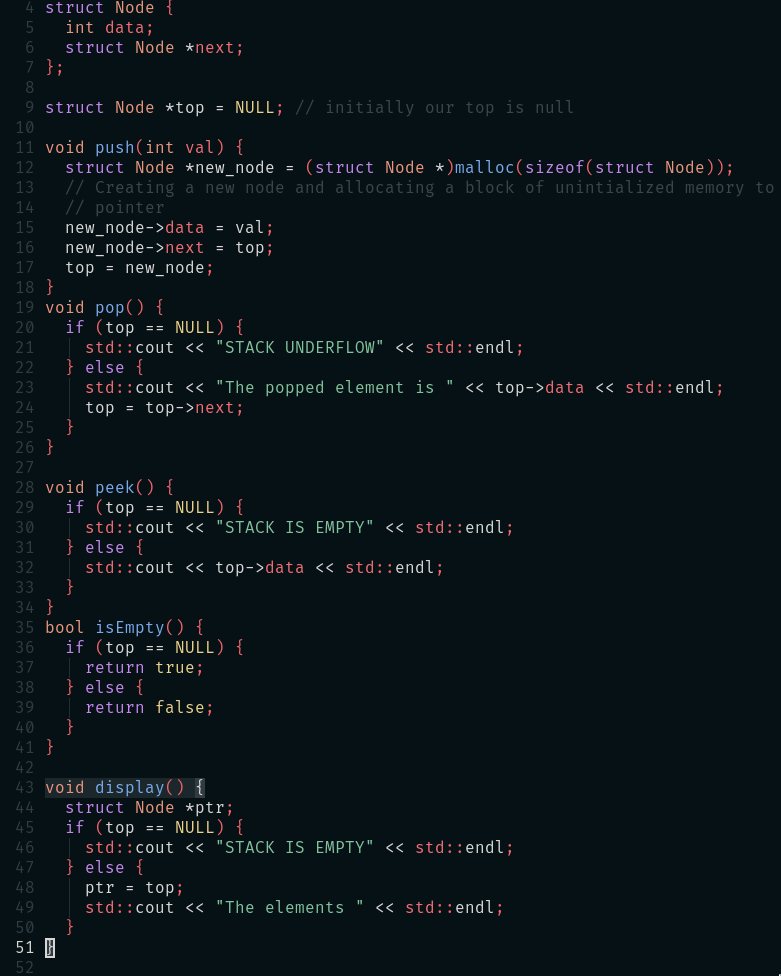 4 struct Node {
5   int data;
6   struct Node *next;
7 };
8
9 struct Node *top = NULL; // initially our top is null
10
11 void push(int val) {
12   struct Node *new_node = (struct Node *)malloc(sizeof(struct Node));
13   // Creating a new node and allocating a block of unintialized memory to
14   // pointer
15   new_node->data = val;
16   new_node->next = top;
17   top = new_node;
18 }
19 void pop() {
20   if (top == NULL) {
21     std::cout << "STACK UNDERFLOW" << std::endl;
22   } else {
23     std::cout << "The popped element is " << top->data << std::endl;
24     top = top->next;
25   }
26 }
27
28 void peek() {
29   if (top == NULL) {
30     std::cout << "STACK IS EMPTY" << std::endl;
31   } else {
32     std::cout << top->data << std::endl;
33   }
34 }
35 bool isEmpty() {
36   if (top == NULL) {
37     return true;
38   } else {
39     return false;
40   }
41 }
42
43 void display() {
44   struct Node *ptr;
45   if (top == NULL) {
46     std::cout << "STACK IS EMPTY" << std::endl;
47   } else {
48     ptr = top;
49     std::cout << "The elements " << std::endl;
50   }
51 }
52